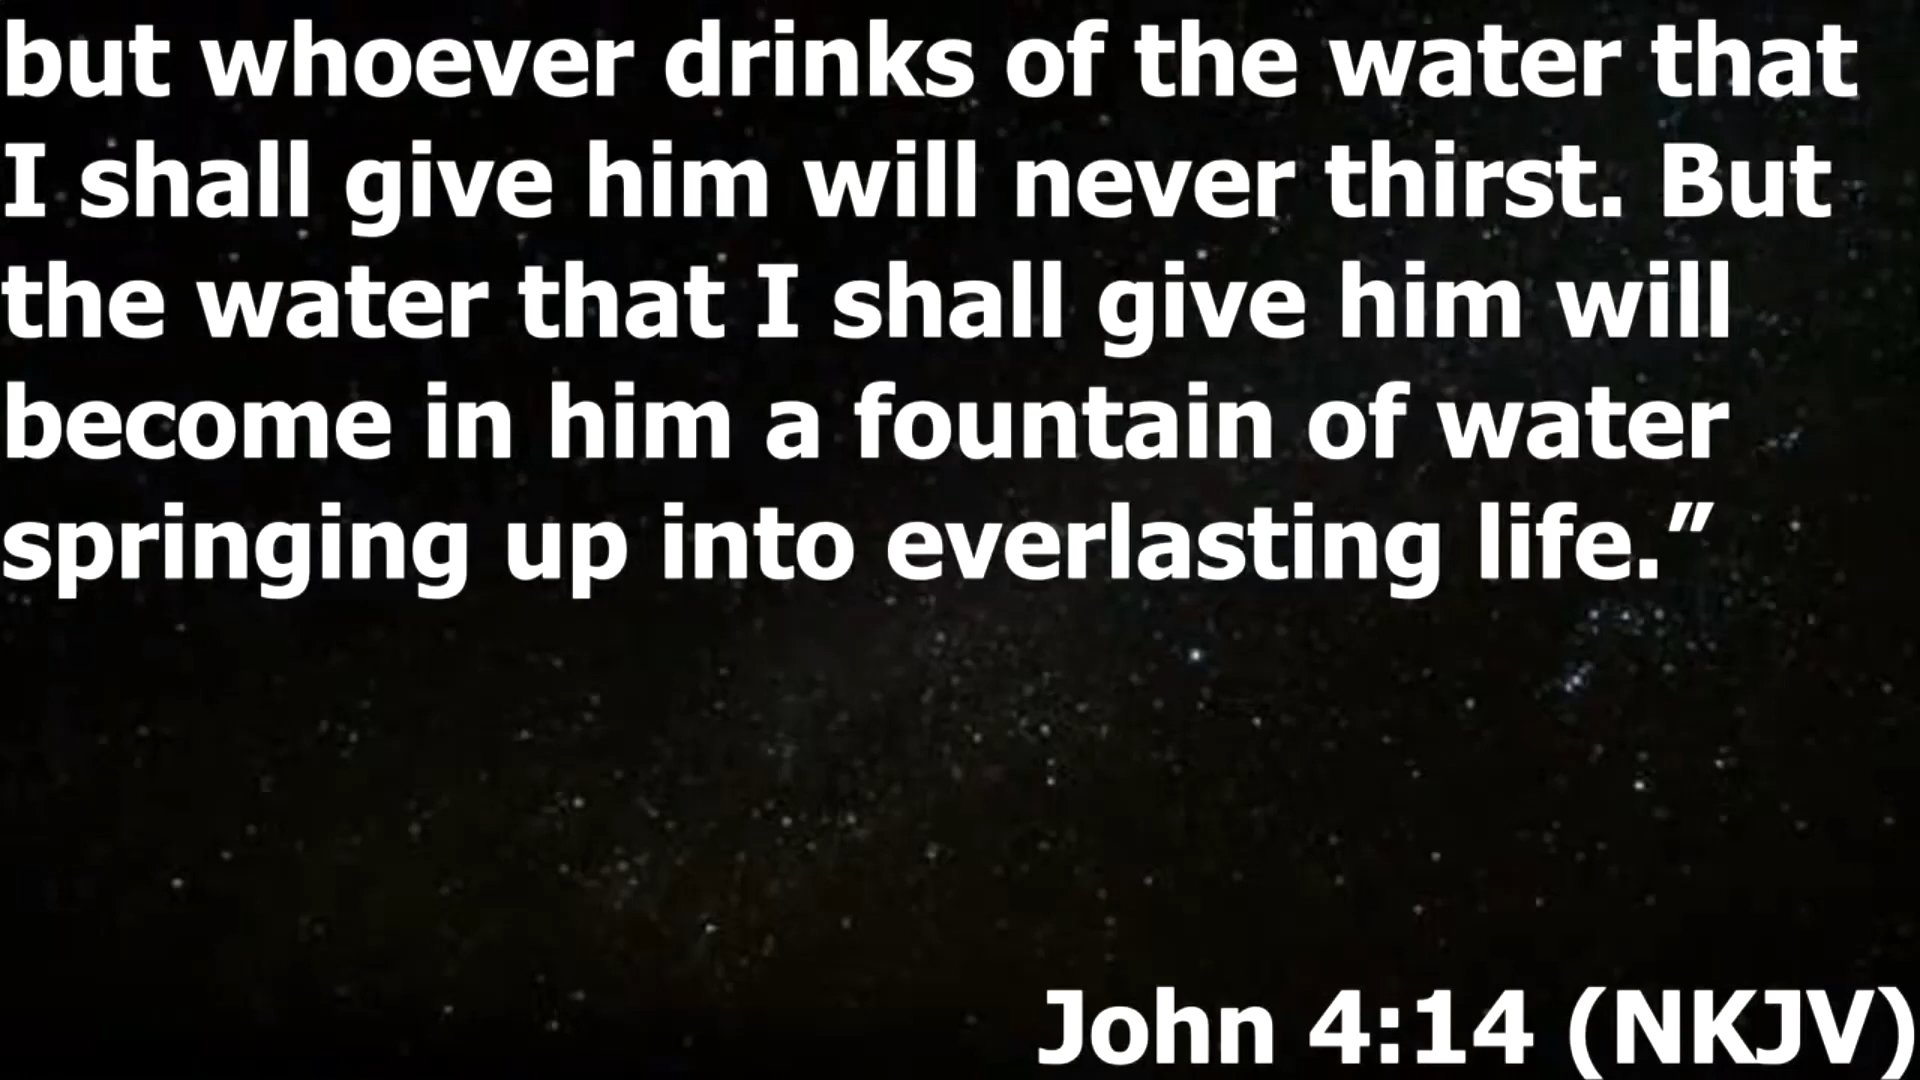 but whoever drinks of the water that
I shall give him will never thirst. But
the water that I shall give him will
become in him a fountain of water
springing up into everlasting life.”
John 4:14 (NKJV)